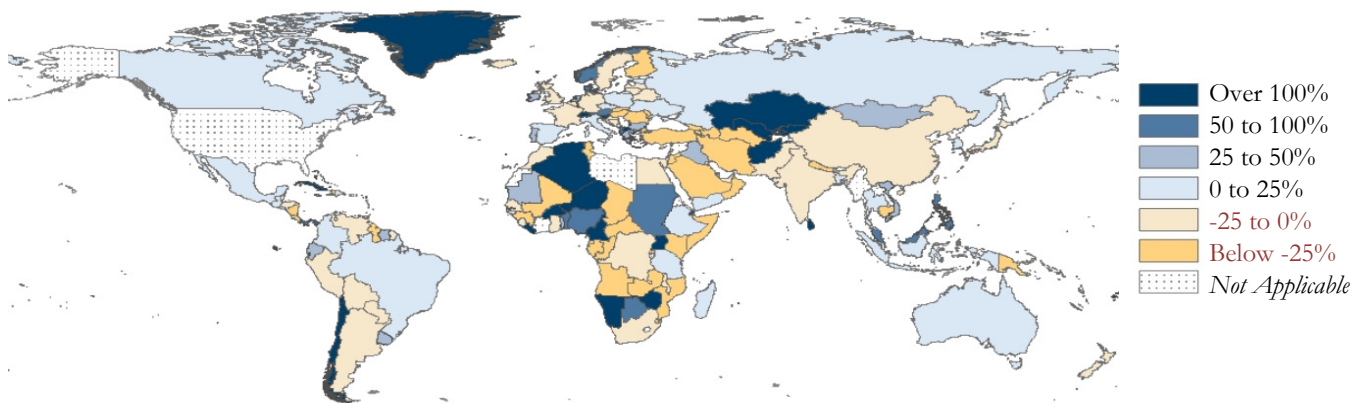 Over 100%
50 to 100%
25 to 50%
0 to 25%
-25 to 0%
Below -25%
Not Applicable